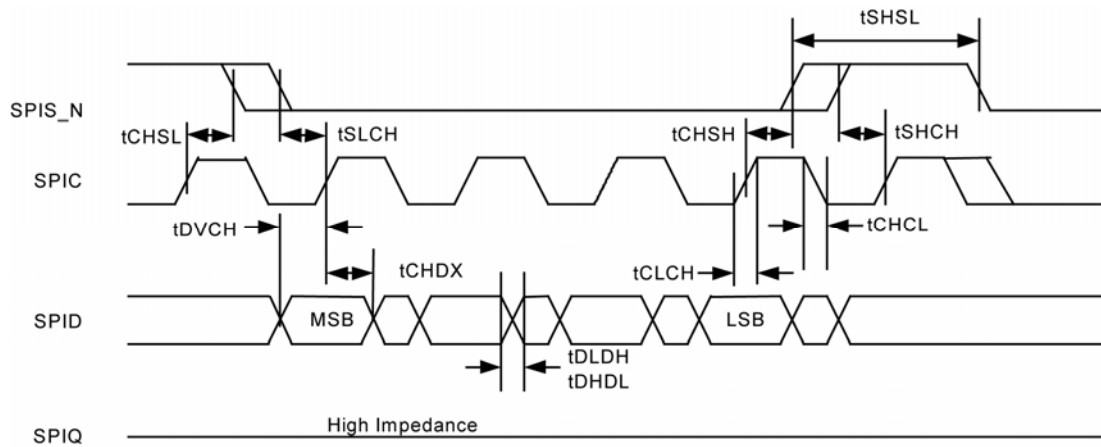 tSHSL
SPIS_N
tCHSL
tSLCH
tCHSH
tSHCH
SPIC
tDVCH
tCHDX
tCLCH
tCHCL
SPID
MSB
LSB
tDLDH
tDHDL
High Impedance
SPIQ